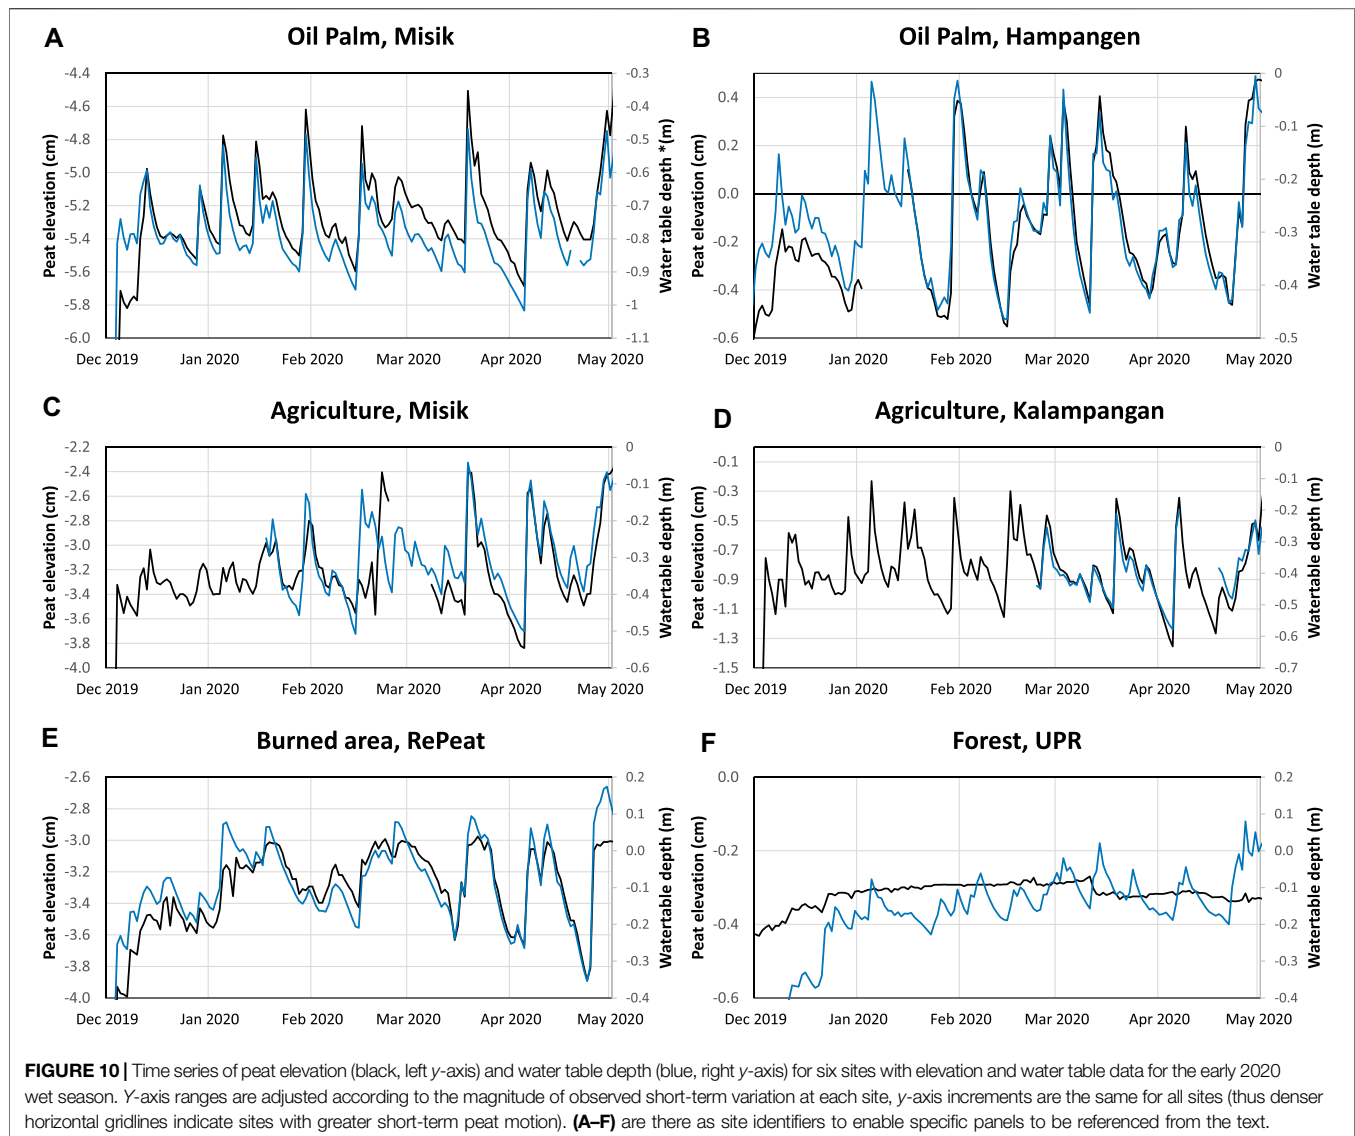 A
Oil Palm, Misik
Peat elevation (cm)
-4.4
-4.6
-4.8
-5.0
-5.2
-5.4
-5.6
-5.8
-6.0
-0.3
-0.4
-0.5
-0.6
-0.7
-0.8
-0.9
-1
-1.1
Water table depth *(m)
Dec 2019 Jan 2020 Feb 2020 Mar 2020 Apr 2020 May 2020
B
Oil Palm, Hampangen
Peat elevation (cm)
0.4
0.2
0.0
-0.2
-0.4
-0.6
0
-0.1
-0.2
-0.3
-0.4
-0.5
Water table depth (m)
Dec 2019 Jan 2020 Feb 2020 Mar 2020 Apr 2020 May 2020
C
Agriculture, Misik
Peat elevation (cm)
-2.2
-2.4
-2.6
-2.8
-3.0
-3.2
-3.4
-3.6
-3.8
-4.0
0
-0.1
-0.2
-0.3
-0.4
-0.5
-0.6
Watertable depth (m)
Dec 2019 Jan 2020 Feb 2020 Mar 2020 Apr 2020 May 2020
D
Agriculture, Kalampangan
Peat elevation (cm)
-0.1
-0.3
-0.5
-0.7
-0.9
-1.1
-1.3
-1.5
0
-0.1
-0.2
-0.3
-0.4
-0.5
-0.6
-0.7
Watertable depth (m)
Dec 2019 Jan 2020 Feb 2020 Mar 2020 Apr 2020 May 2020
E
Burned area, RePeat
Peat elevation (cm)
-2.6
-2.8
-3.0
-3.2
-3.4
-3.6
-3.8
-4.0
0.2
0.1
0.0
-0.1
-0.2
-0.3
-0.4
Watertable depth (m)
Dec 2019 Jan 2020 Feb 2020 Mar 2020 Apr 2020 May 2020
F
Forest, UPR
Peat elevation (cm)
0.0
-0.2
-0.4
-0.6
0.2
0.1
0.0
-0.1
-0.2
-0.3
-0.4
Watertable depth (m)
Dec 2019 Jan 2020 Feb 2020 Mar 2020 Apr 2020 May 2020
FIGURE 10 | Time series of peat elevation (black, left y-axis) and water table depth (blue, right y-axis) for six sites with elevation and water table data for the early 2020
wet season. Y-axis ranges are adjusted according to the magnitude of observed short-term variation at each site, y-axis increments are the same for all sites (thus denser
horizontal gridlines indicate sites with greater short-term peat motion). (A–F) are there as site identifiers to enable specific panels to be referenced from the text.